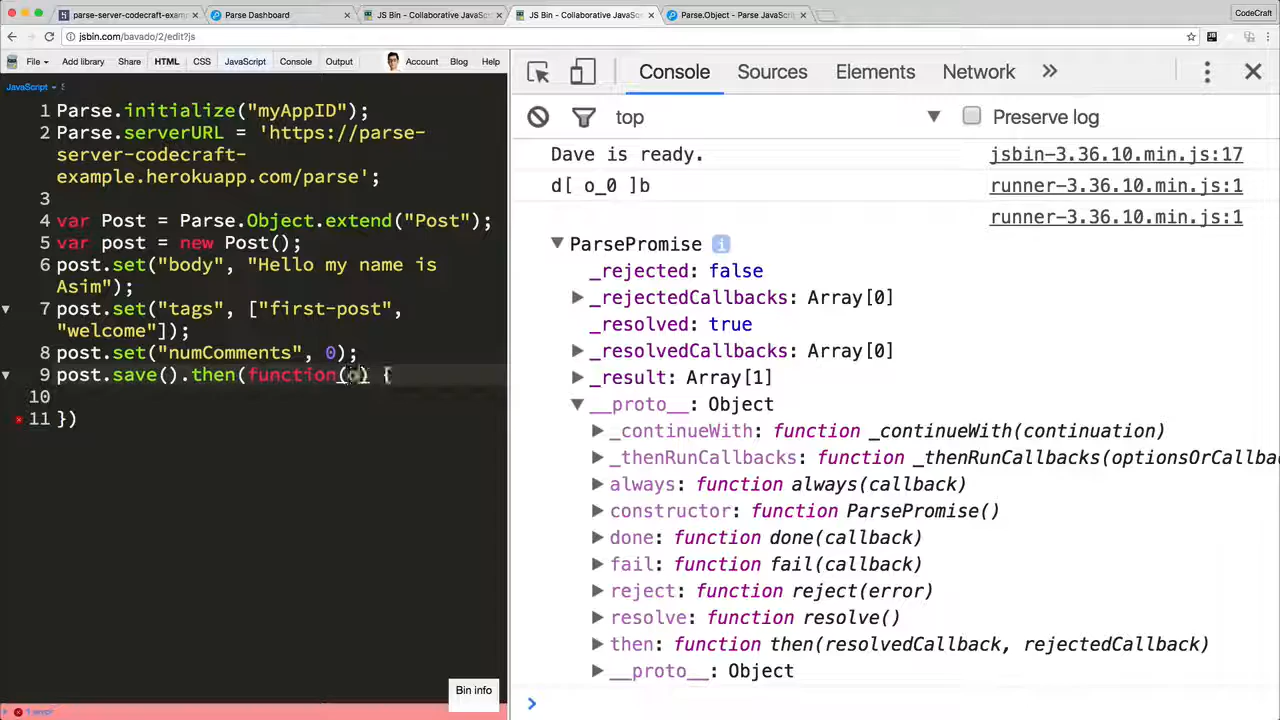 parse-server-codecraft-exam
Parse Dashboard
JS Bin - Collaborative JavaSc
JS Bin - Collaborative JavaSc
Parse.Object - Parse JavaScri
CodeCraft
jsbin.com/bavado/2/edit?js
File
Add library
Share
HTML
CSS
JavaScript
Console
Output
Account
Blog
Help
JavaScript
1 Parse.initialize("myAppID");
2 Parse.serverURL = 'https://parse-
server-codecraft-
example.herokuapp.com/parse';
3
4 var Post = Parse.Object.extend("Post");
5 var post = new Post();
6 post.set("body", "Hello my name is
Asim");
7 post.set("tags", ["first-post",
"welcome"]);
8 post.set("numComments", 0);
9 post.save().then(function() {
10
11 })
Bin info
1 error
Console
Sources
Elements
Network
»
top
Preserve log
Dave is ready. jsbin-3.36.10.min.js:17
d[ o_0 ]b runner-3.36.10.min.js:1
runner-3.36.10.min.js:1
ParsePromise i
_rejected: false
_rejectedCallbacks: Array[0]
_resolved: true
_resolvedCallbacks: Array[0]
_result: Array[1]
__proto__: Object
_continueWith: function _continueWith(continuation)
_thenRunCallbacks: function _thenRunCallbacks(optionsOrCallba
always: function always(callback)
constructor: function ParsePromise()
done: function done(callback)
fail: function fail(callback)
reject: function reject(error)
resolve: function resolve()
then: function then(resolvedCallback, rejectedCallback)
__proto__: Object